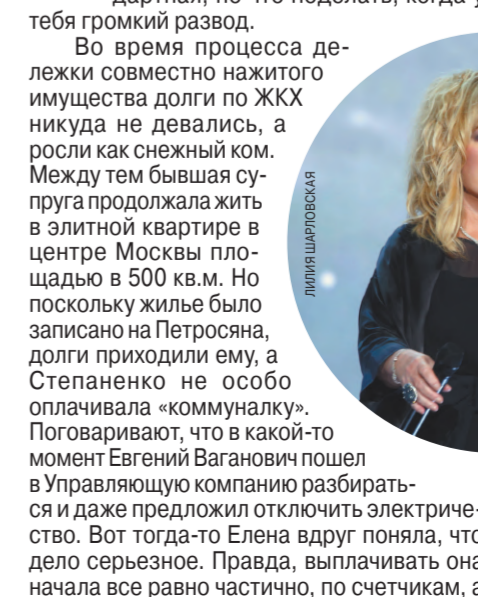 дартная, но что поделать, когда у
тебя громкий развод.
Во время процесса де-
лежки совместно нажитого
имущества долги по ЖКХ
никуда не девались, а
росли как снежный ком.
Между тем бывшая су-
пруга продолжала жить
в элитной квартире в
центре Москвы пло-
щадью в 500 кв.м. Но
поскольку жилье было
записано на Петросяна,
долги приходили ему, а
Степаненко не особо
оплачивала «коммуналку».
Поговаривают, что в какой-то
момент Евгений Ваганович пошел
в Управляющую компанию разбирать-
ся и даже предложил отключить электриче-
ство. Вот тогда-то Елена вдруг поняла, что
дело серьезное. Правда, выплачивать она
начала все равно частично, по счетчикам, а
ЛИЛИЯ ШАРЛОВСКАЯ